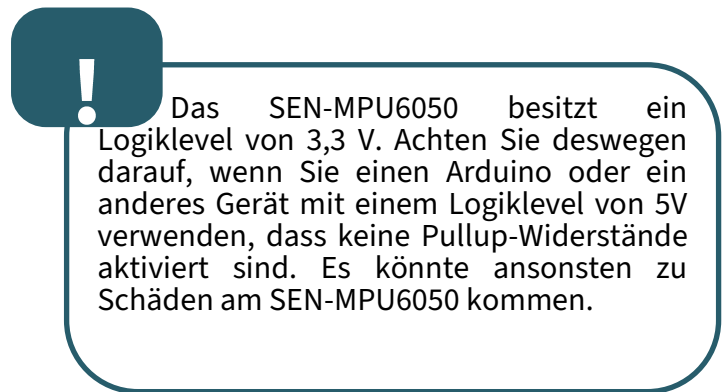 !
Das SEN-MPU6050 besitzt ein
Logiklevel von 3,3 V. Achten Sie deswegen
darauf, wenn Sie einen Arduino oder ein
anderes Gerät mit einem Logiklevel von 5V
verwenden, dass keine Pullup-Widerstände
aktiviert sind. Es könnte ansonsten zu
Schäden am SEN-MPU6050 kommen.